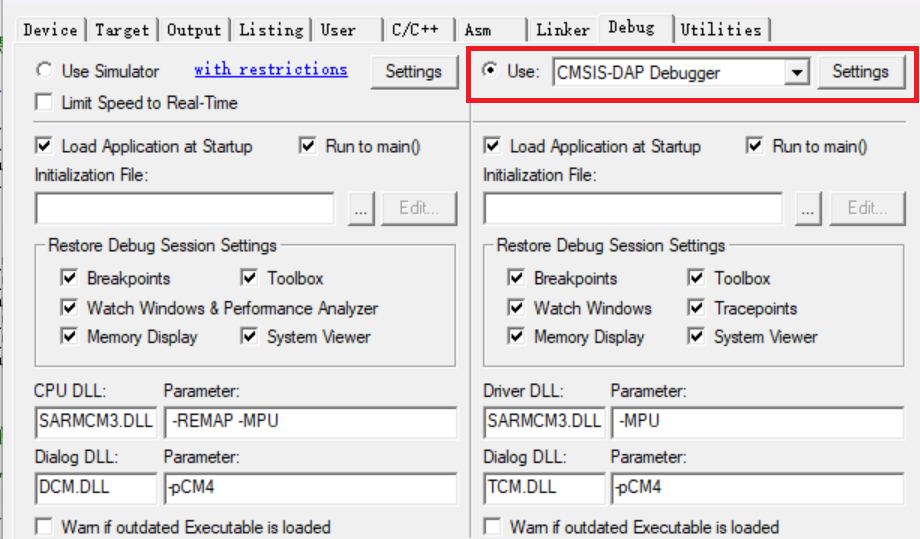 Device Target Output Listing User C/C++ Asm Linker Debug Utilities
Use Simulator with restrictions Settings
Limit Speed to Real-Time
Use: CMSIS-DAP Debugger Settings
Load Application at Startup Run to main()
Initialization File:
... Edit...
Restore Debug Session Settings
Breakpoints Toolbox
Watch Windows & Performance Analyzer
Memory Display System Viewer
CPU DLL: Parameter:
SARMCM3.DLL -REMAP -MPU
Dialog DLL: Parameter:
DCM.DLL -pCM4
Warn if outdated Executable is loaded
Load Application at Startup Run to main()
Initialization File:
... Edit...
Restore Debug Session Settings
Breakpoints Toolbox
Watch Windows Tracepoints
Memory Display System Viewer
Driver DLL: Parameter:
SARMCM3.DLL -MPU
Dialog DLL: Parameter:
TCM.DLL -pCM4
Warn if outdated Executable is loaded